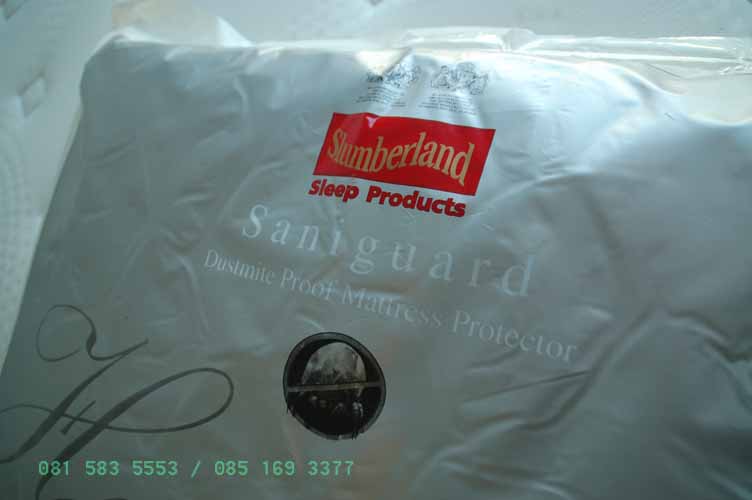 Slumberland
Sleep Products
Saniguard
Dustmite Proof Mattress Protector
081 583 5553 / 085 169 3377